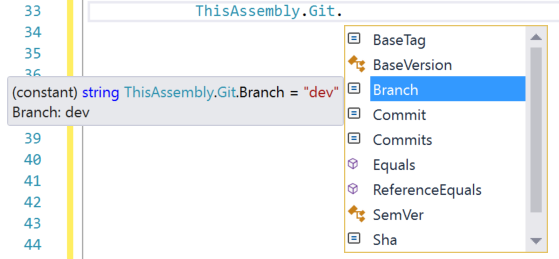 33 ThisAssembly.Git.
34
35
36
(constant) string ThisAssembly.Git.Branch = "dev"
Branch: dev
39
40
41
42
43
44
BaseTag
BaseVersion
Branch
Commit
Commits
Equals
ReferenceEquals
SemVer
Sha